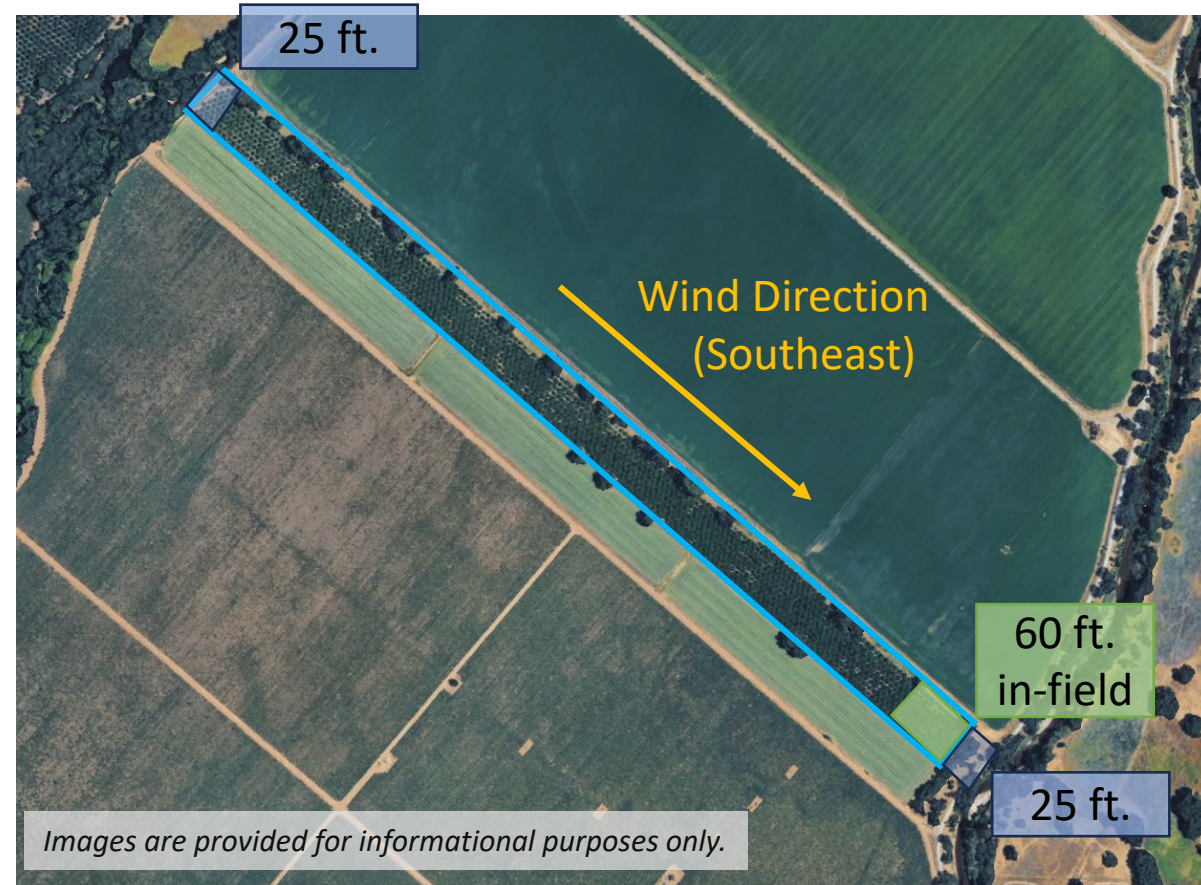 25 ft.
Wind Direction
(Southeast)
60 ft.
in-field
25 ft.
Images are provided for informational purposes only.